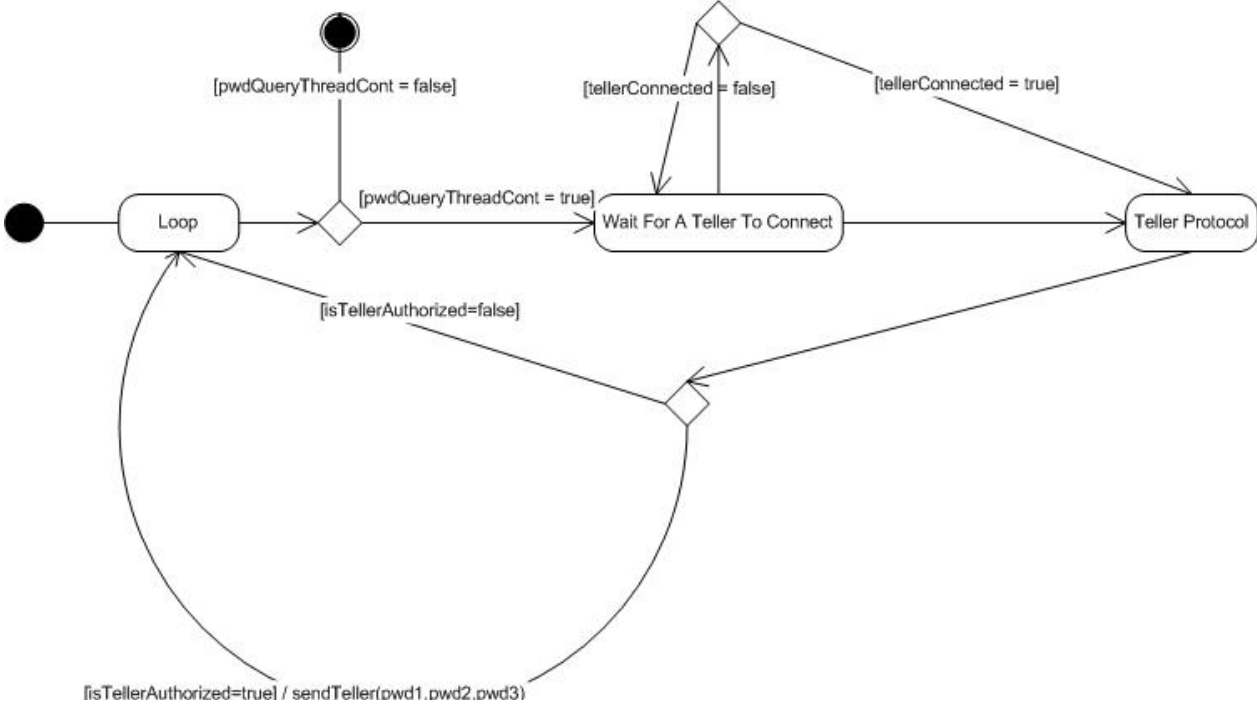 [pwdQueryThreadCont = false]
[tellerConnected = false]
[tellerConnected = true]
[pwdQueryThreadCont = true]
Loop
Wait For A Teller To Connect
Teller Protocol
[isTellerAuthorized=false]
[isTellerAuthorized=true] / sendTeller(pwd1,pwd2,pwd3)